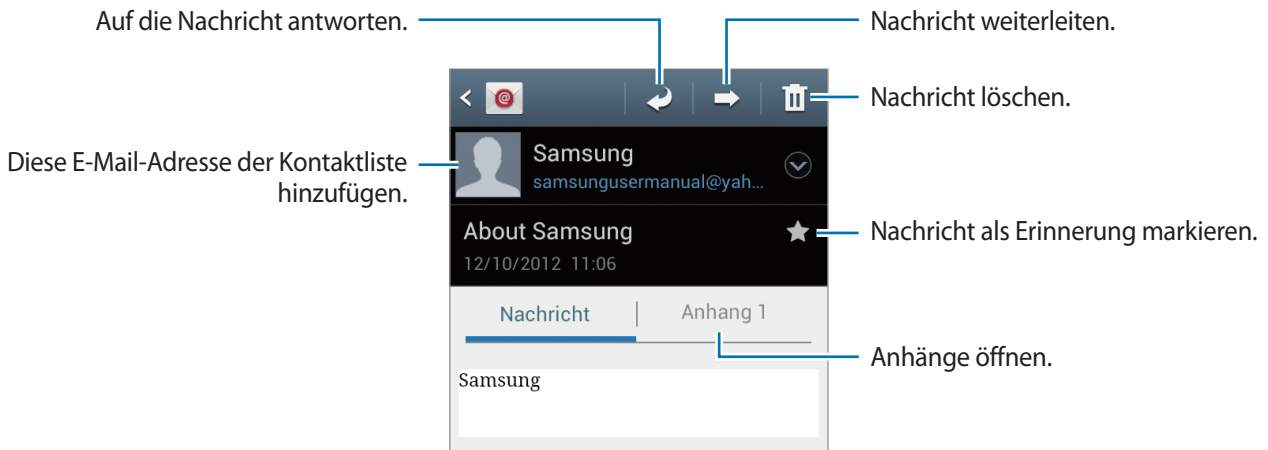 Auf die Nachricht antworten.
Nachricht weiterleiten.
Nachricht löschen.
Diese E-Mail-Adresse der Kontaktliste
hinzufügen.
Samsung
samsungusermanual@yah...
About Samsung
12/10/2012 11:06
Nachricht als Erinnerung markieren.
Nachricht
Anhang 1
Anhänge öffnen.
Samsung